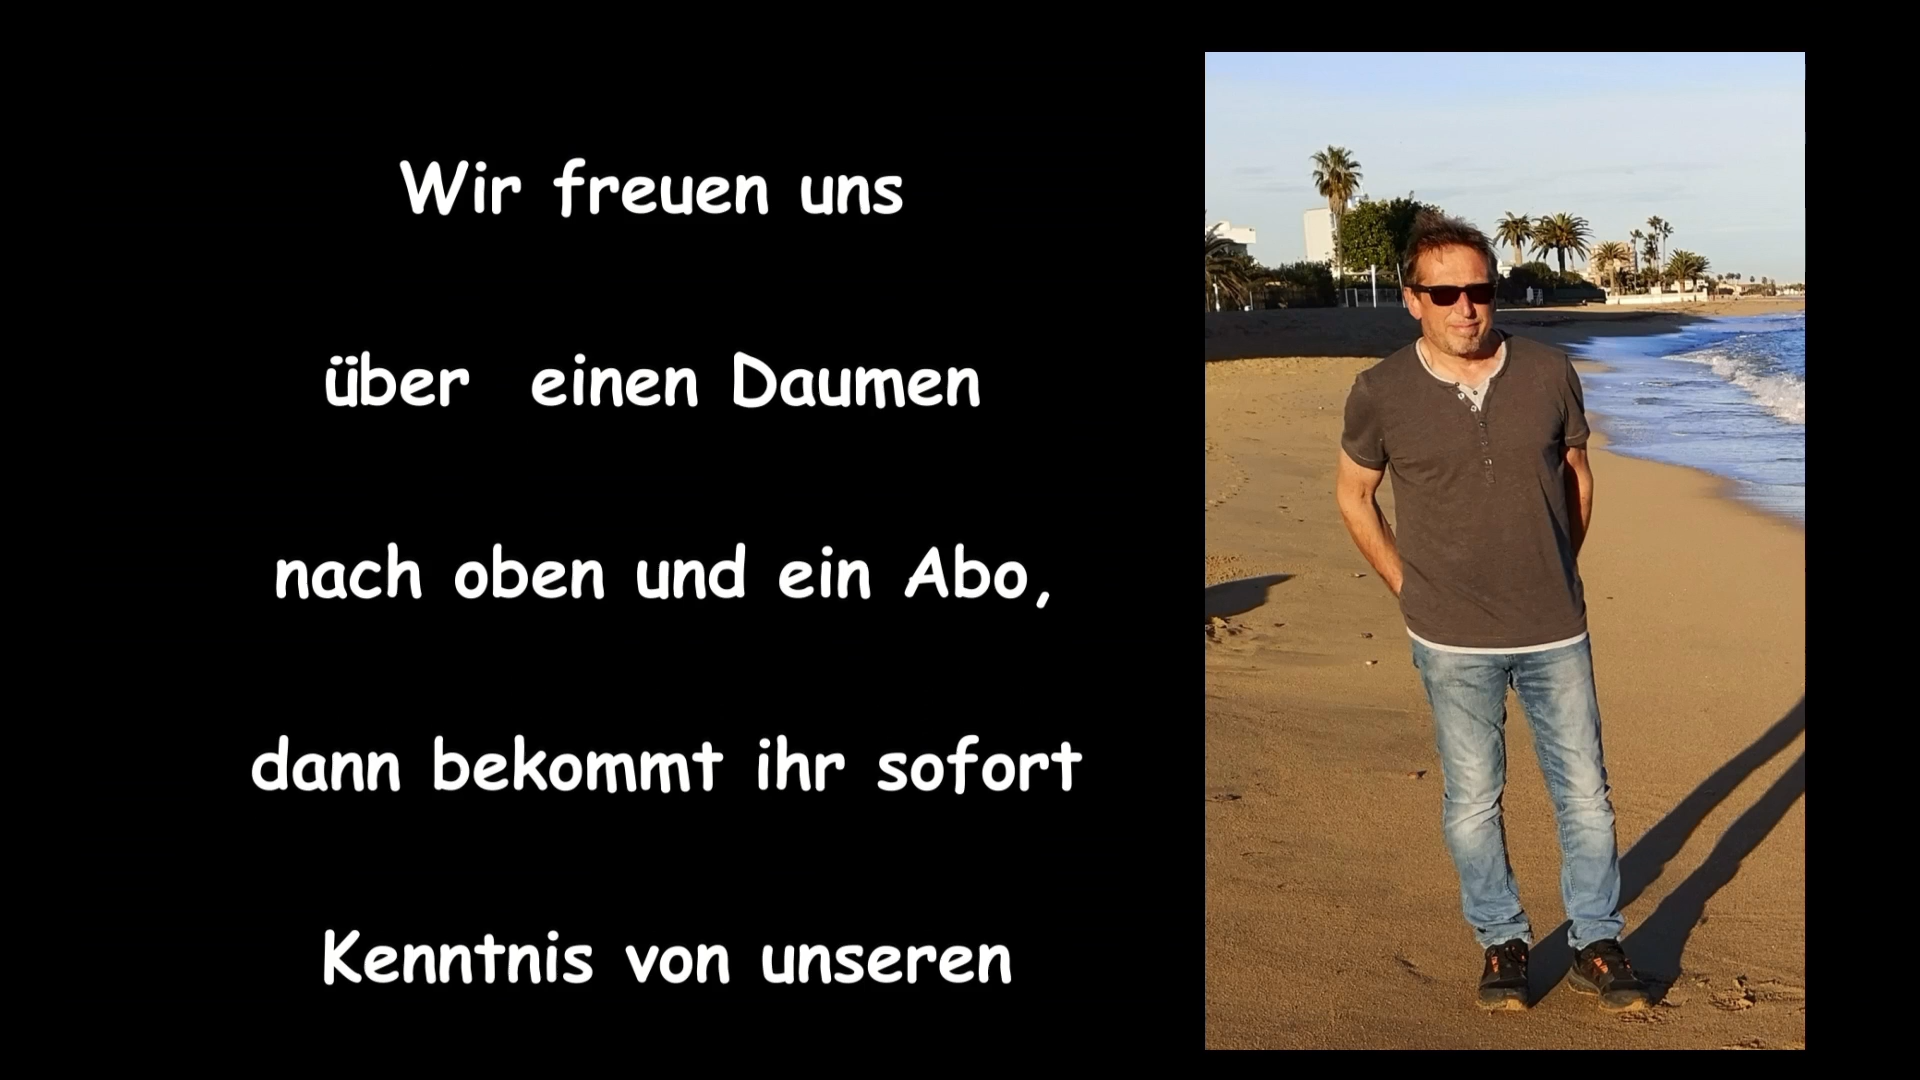 Wir freuen uns
über einen Daumen
nach oben und ein Abo,
dann bekommt ihr sofort
Kenntnis von unseren